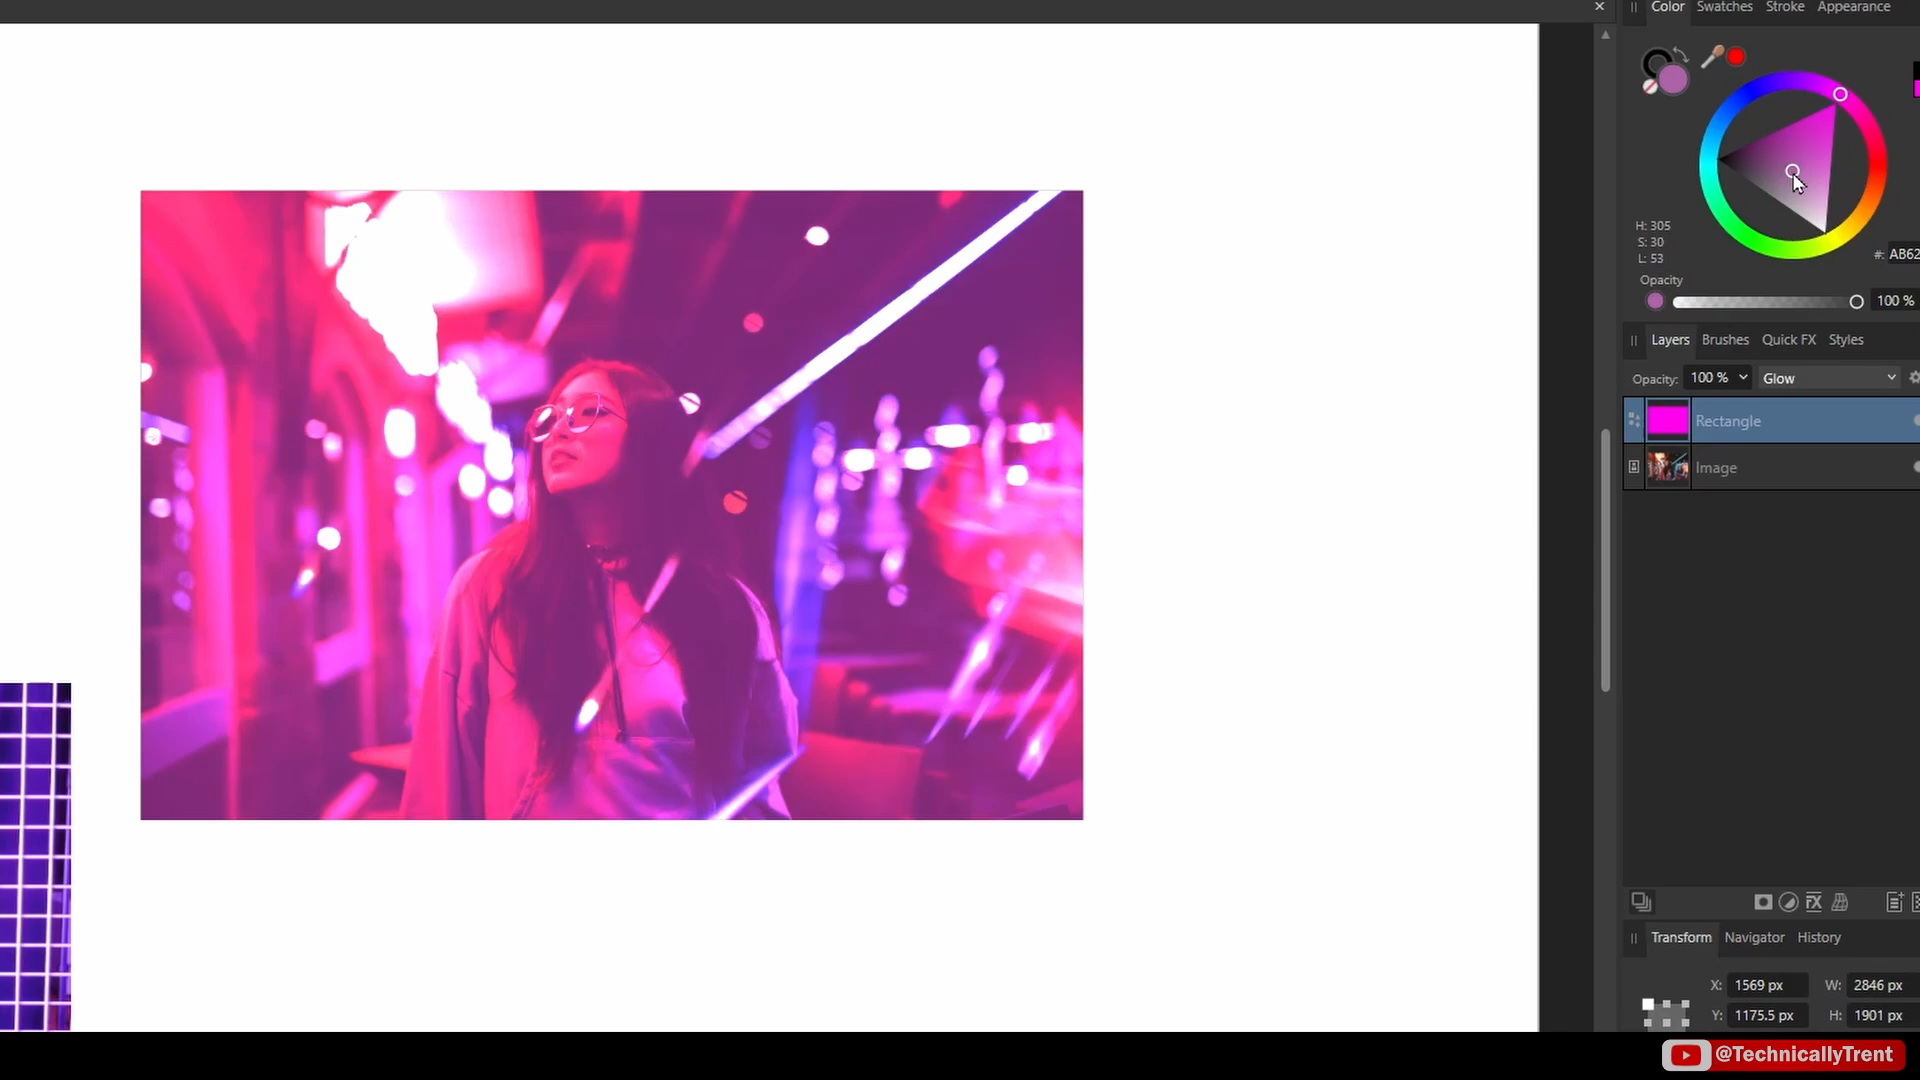 Color Swatches Stroke Appearance
H: 305
S: 30
L: 53
#: AB62
Opacity
100 %
Layers Brushes Quick FX Styles
Opacity: 100 % Glow
Rectangle
Image
FX
Transform Navigator History
X: 1569 px W: 2846 px
Y: 1175.5 px H: 1901 px
@TechnicallyTrent